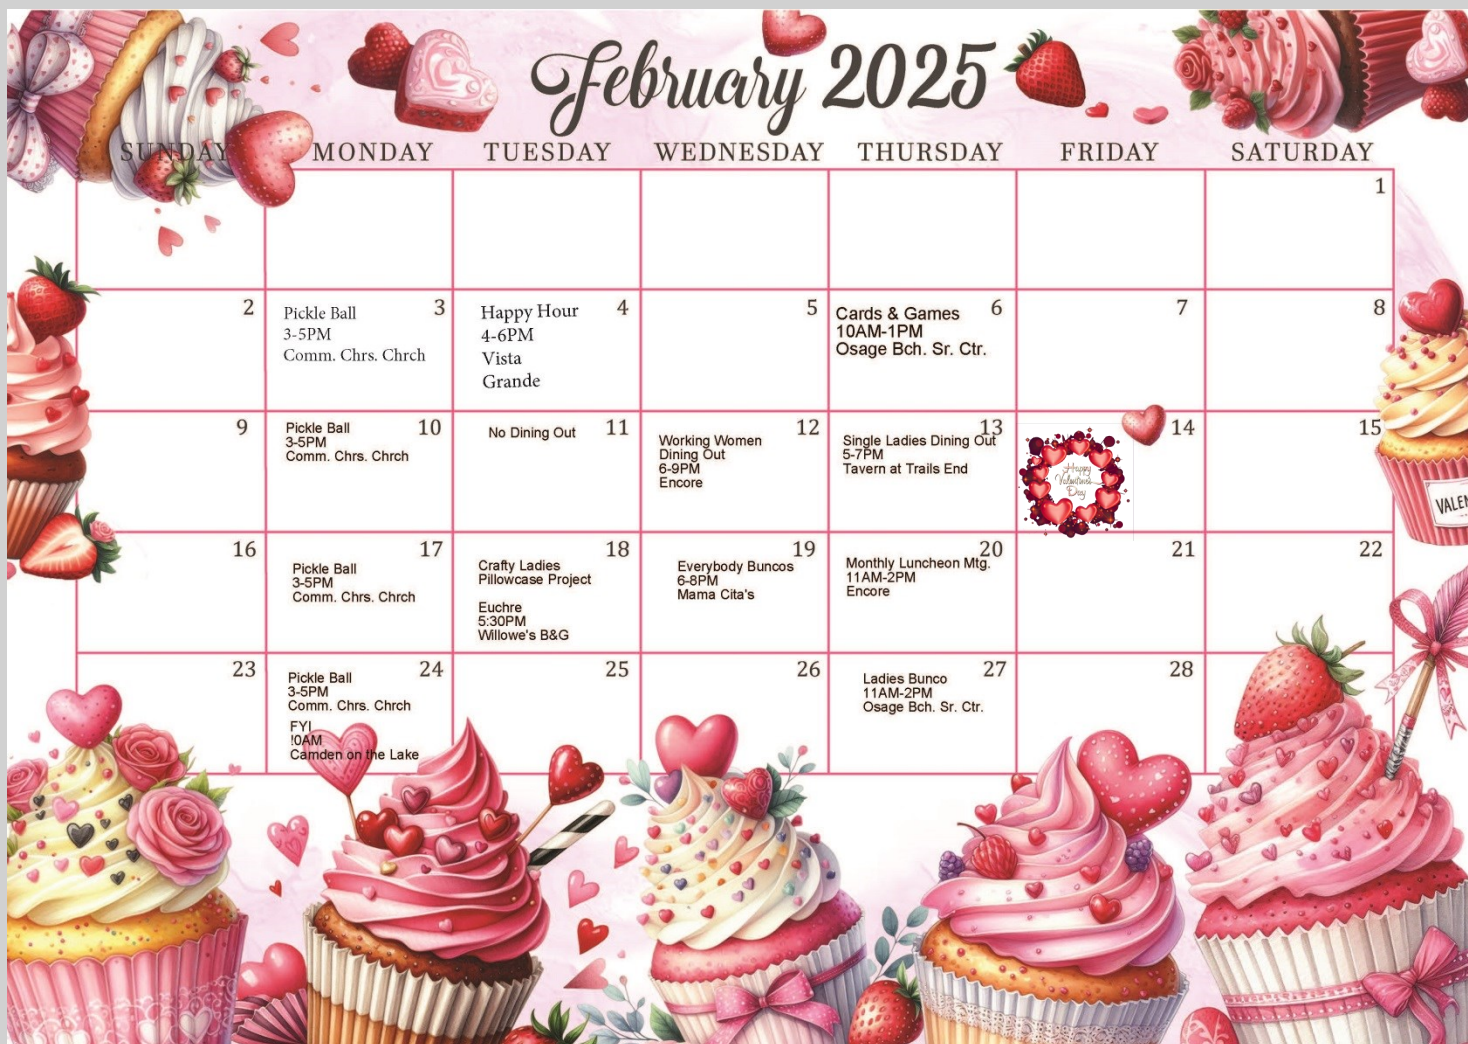 February 2025
SUNDAY MONDAY TUESDAY WEDNESDAY THURSDAY FRIDAY SATURDAY
1
2
3
Pickle Ball
3-5PM
Comm. Chrs. Chrch
4
Happy Hour
4-6PM
Vista
Grande
5
6
Cards & Games
10AM-1PM
Osage Bch. Sr. Ctr.
7
8
9
10
Pickle Ball
3-5PM
Comm. Chrs. Chrch
11
No Dining Out
12
Working Women
Dining Out
6-9PM
Encore
13
Single Ladies Dining Out
5-7PM
Tavern at Trails End
14
Happy
Valentine's
Day
15
VALEN
16
17
Pickle Ball
3-5PM
Comm. Chrs. Chrch
18
Crafty Ladies
Pillowcase Project
Euchre
5:30PM
Willowe's B&G
19
Everybody Buncos
6-8PM
Mama Cita's
20
Monthly Luncheon Mtg.
11AM-2PM
Encore
21
22
23
24
Pickle Ball
3-5PM
Comm. Chrs. Chrch
FYI
!0AM
Camden on the Lake
25
26
27
Ladies Bunco
11AM-2PM
Osage Bch. Sr. Ctr.
28